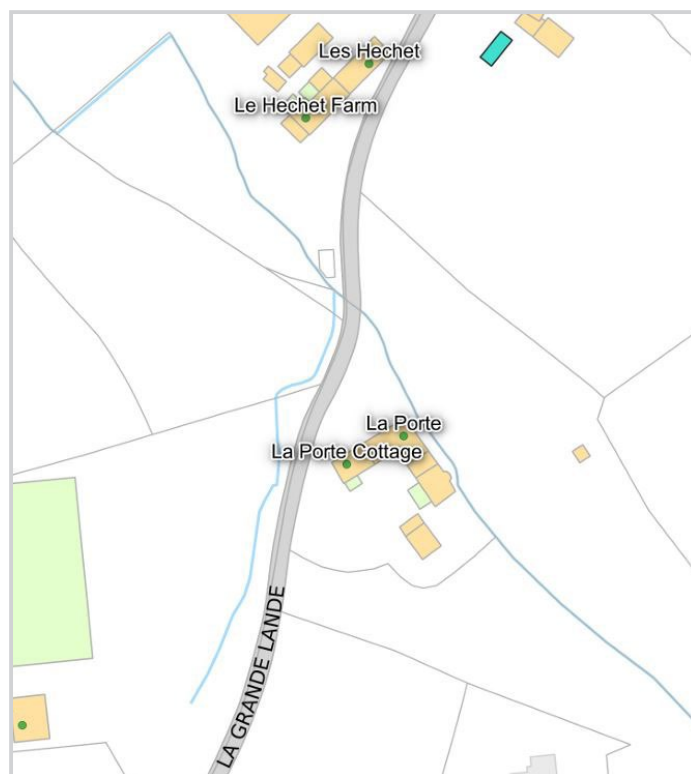 Les Hechet
Le Hechet Farm
La Porte
La Porte Cottage
LA GRANDE LANDE